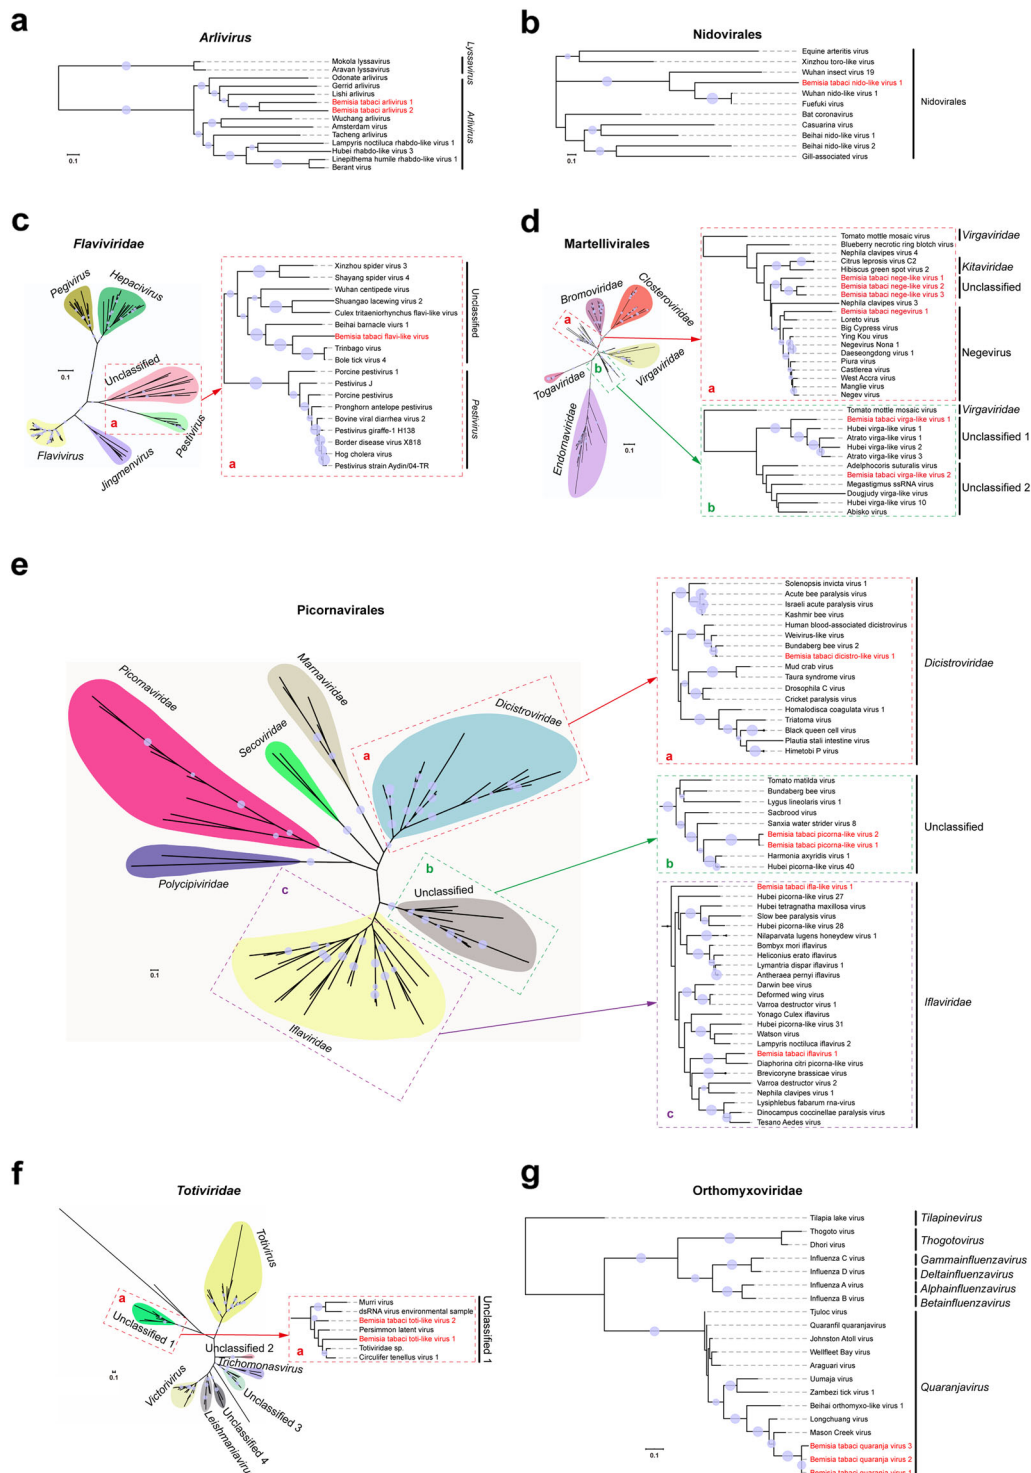 a
Arlivirus
Mokola lyssavirus
Aravan lyssavirus
Odonate arlivirus
Gerrid arlivirus
Lishi arlivirus
Bemisia tabaci arlivirus 1
Bemisia tabaci arlivirus 2
Wuchang arlivirus
Amsterdam virus
Tacheng arlivirus
Lampyris noctiluca rhabdo-like virus 1
Hubei rhabdo-like virus 3
Linepithema humile rhabdo-like virus 1
Berant virus
Lyssavirus
Arlivirus
0.1
b
Nidovirales
Equine arteritis virus
Xinzhou toro-like virus
Wuhan insect virus 19
Bemisia tabaci nido-like virus 1
Wuhan nido-like virus 1
Fuefuki virus
Bat coronavirus
Casuarina virus
Beihai nido-like virus 1
Beihai nido-like virus 2
Gill-associated virus
Nidovirales
0.1
c
Flaviviridae
Pegivirus
Hepacivirus
Unclassified
a
Pestivirus
Jingmenvirus
Flavivirus
0.1
Xinzhou spider virus 3
Shayang spider virus 4
Wuhan centipede virus
Shuangao lacewing virus 2
Culex tritaeniorhynchus flavi-like virus
Beihai barnacle viurs 1
Bemisia tabaci flavi-like virus
Trinbago virus
Bole tick virus 4
Porcine pestivirus 1
Pestivirus J
Porcine pestivirus
Pronghorn antelope pestivirus
Bovine viral diarrhea virus 2
Pestivirus giraffe-1 H138
Border disease virus X818
Hog cholera virus
Pestivirus strain Aydin/04-TR
a
Unclassified
Pestivirus
d
Martellivirales
Bromoviridae
Closteroviridae
a
b
Togaviridae
Virgaviridae
Endornaviridae
0.1
Tomato mottle mosaic virus
Blueberry necrotic ring blotch virus
Nephila clavipes virus 4
Citrus leprosis virus C2
Hibiscus green spot virus 2
Bemisia tabaci nege-like virus 1
Bemisia tabaci nege-like virus 2
Bemisia tabaci nege-like virus 3
Nephila clavipes virus 3
Bemisia tabaci negevirus 1
Loreto virus
Big Cypress virus
Ying Kou virus
Negevirus Nona 1
Daeseongdong virus 1
Piura virus
Castlerea virus
West Accra virus
Manglie virus
Negev virus
a
Virgaviridae
Kitaviridae
Unclassified
Negevirus
Tomato mottle mosaic virus
Bemisia tabaci virga-like virus 1
Hubei virga-like virus 1
Atrato virga-like virus 1
Hubei virga-like virus 2
Atrato virga-like virus 3
Adelphocoris suturalis virus
Bemisia tabaci virga-like virus 2
Megastigmus ssRNA virus
Dougjudy virga-like virus
Hubei virga-like virus 10
Abisko virus
b
Virgaviridae
Unclassified 1
Unclassified 2
e
Picornavirales
Picornaviridae
Secoviridae
Marnaviridae
Dicistroviridae
a
Polycipiviridae
b
Unclassified
c
Iflaviridae
0.1
Solenopsis invicta virus 1
Acute bee paralysis virus
Israeli acute paralysis virus
Kashmir bee virus
Human blood-associated dicistrovirus
Weivirus-like virus
Bundaberg bee virus 2
Bemisia tabaci dicistro-like virus 1
Mud crab virus
Taura syndrome virus
Drosophila C virus
Cricket paralysis virus
Homalodisca coagulata virus 1
Triatoma virus
Black queen cell virus
Plautia stali intestine virus
Himetobi P virus
a
Dicistroviridae
Tomato matilda virus
Bundaberg bee virus
Lygus lineolaris virus 1
Sacbrood virus
Sanxia water strider virus 8
Bemisia tabaci picorna-like virus 2
Bemisia tabaci picorna-like virus 1
Harmonia axyridis virus 1
Hubei picorna-like virus 40
b
Unclassified
Bemisia tabaci ifla-like virus 1
Hubei picorna-like virus 27
Hubei tetragnatha maxillosa virus
Slow bee paralysis virus
Hubei picorna-like virus 28
Nilaparvata lugens honeydew virus 1
Bombyx mori iflavirus
Heliconius erato iflavirus
Lymantria dispar iflavirus 1
Antheraea pernyi iflavirus
Darwin bee virus
Deformed wing virus
Varroa destructor virus 1
Yonago Culex iflavirus
Hubei picorna-like virus 31
Watson virus
Lampyris noctiluca iflavirus 2
Bemisia tabaci iflavirus 1
Diaphorina citri picorna-like virus
Brevicoryne brassicae virus
Varroa destructor virus 2
Nephila clavipes virus 1
Lysiphlebus fabarum rna-virus
Dinocampus coccinellae paralysis virus
Tesano Aedes virus
c
Iflaviridae
f
Totiviridae
Totivirus
a
Unclassified 1
Unclassified 2
Trichomonasvirus
Unclassified 3
Victorivirus
Leishmaniavirus
Unclassified 4
0.1
Murri virus
dsRNA virus environmental sample
Bemisia tabaci toti-like virus 2
Persimmon latent virus
Bemisia tabaci toti-like virus 1
Totiviridae sp.
Circulifer tenellus virus 1
a
Unclassified 1
g
Orthomyxoviridae
Tilapia lake virus
Thogoto virus
Dhori virus
Influenza C virus
Influenza D virus
Influenza A virus
Influenza B virus
Tjuloc virus
Quaranfil quaranjavirus
Johnston Atoll virus
Wellfleet Bay virus
Araguari virus
Uumaja virus
Zambezi tick virus 1
Beihai orthomyxo-like virus 1
Longchuang virus
Mason Creek virus
Bemisia tabaci quaranja virus 3
Bemisia tabaci quaranja virus 2
Bemisia tabaci quaranja virus 1
Tilapinevirus
Thogotovirus
Gammainfluenzavirus
Deltainfluenzavirus
Alphainfluenzavirus
Betainfluenzavirus
Quaranjavirus
0.1